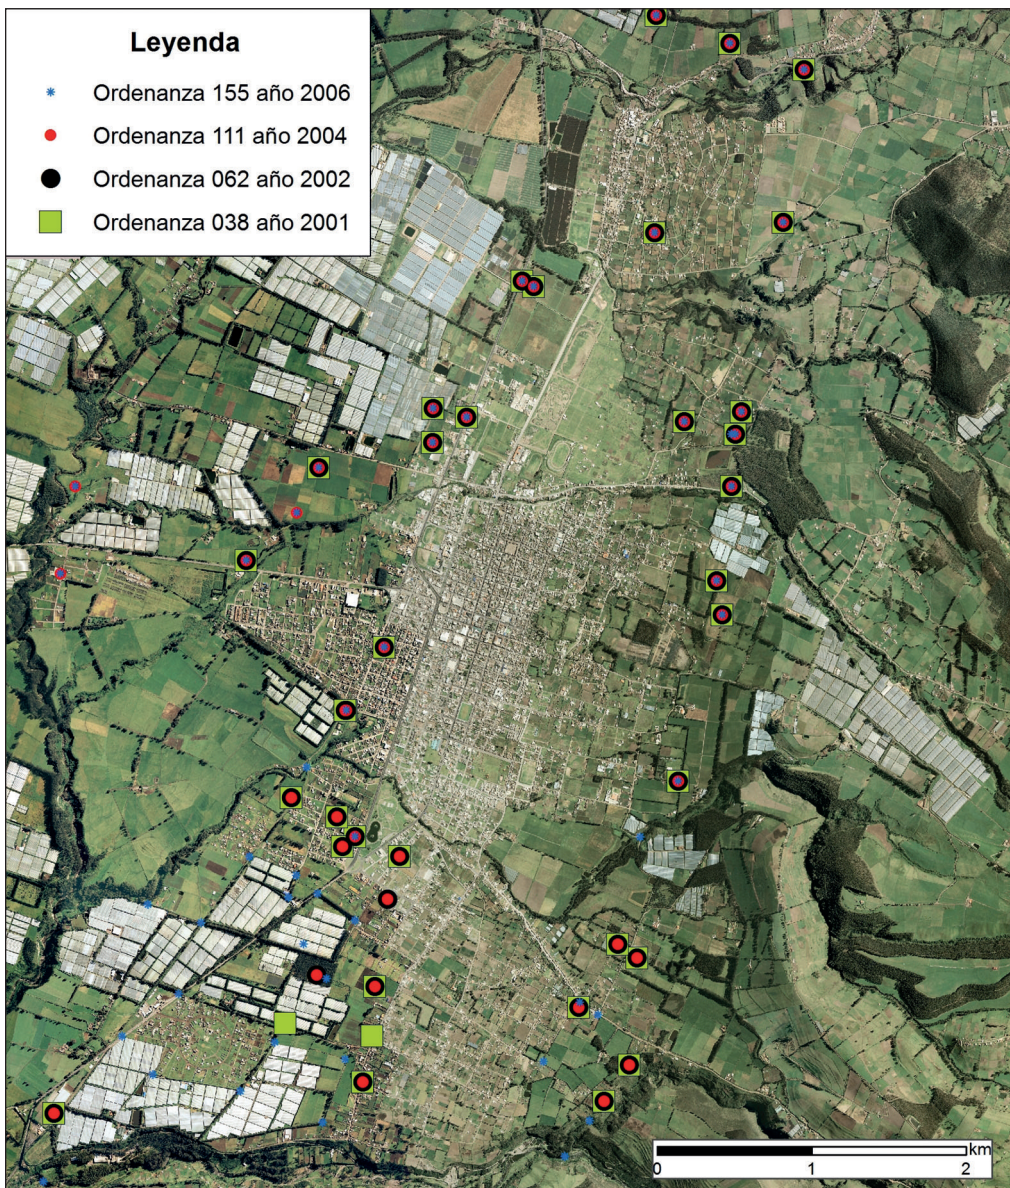 Leyenda
Ordenanza 155 año 2006
Ordenanza 111 año 2004
Ordenanza 062 año 2002
Ordenanza 038 año 2001
km
0 1 2